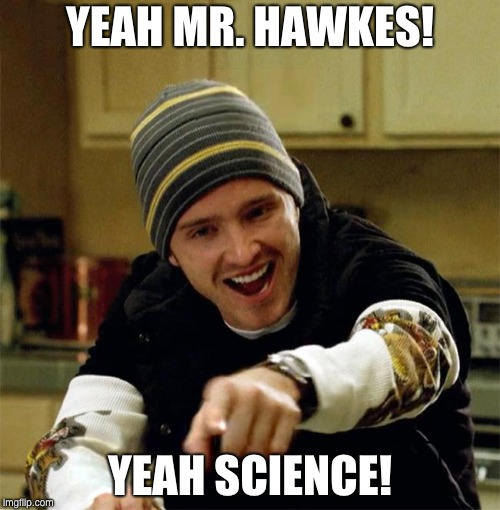 YEAH MR. HAWKES!
YEAH SCIENCE!
imgflip.com